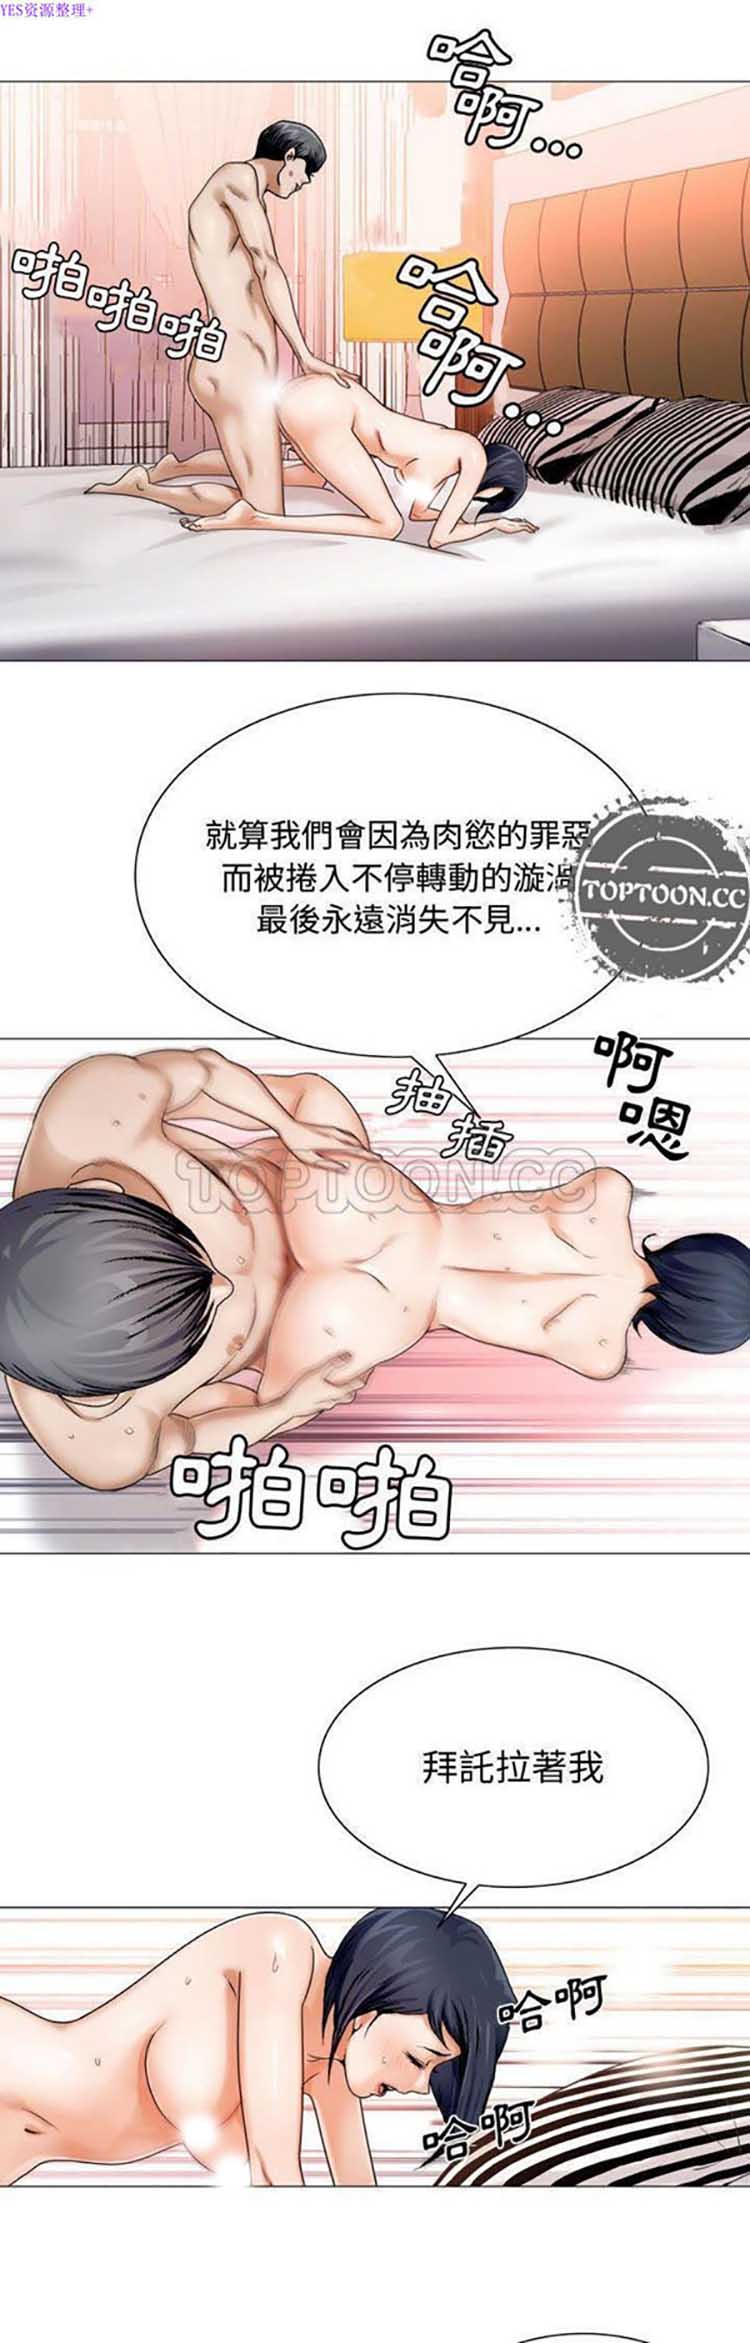 YES资源整理+
哈
啊...
啪啪啪
哈
啊...
就算我們會因為肉慾的罪惡
而被捲入不停轉動的漩渦
最後永遠消失不見...
TOPTOON.CC
啊
嗯
抽
插
TOPTOON.CC
啪啪
拜託拉著我
哈啊
哈啊